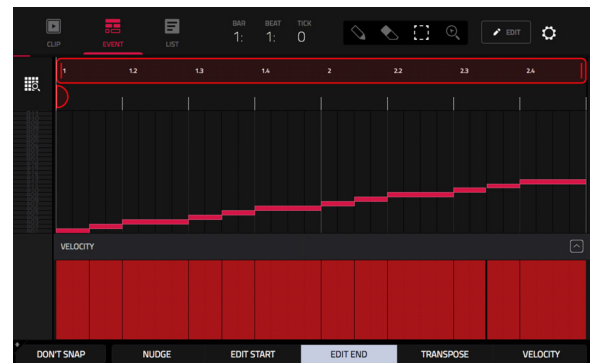 BAR BEAT TICK
1: 1: 0
EDIT
CLIP EVENT LIST
1 1.2 1.3 1.4 2 2.2 2.3 2.4
VELOCITY
DON'T SNAP NUDGE EDIT START EDIT END TRANSPOSE VELOCITY